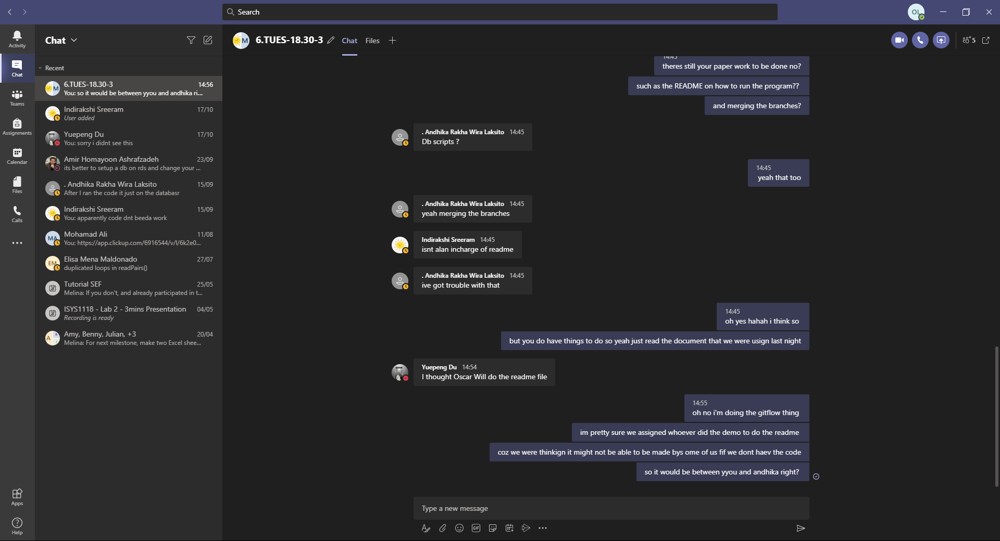 Search
OL
Activity
Chat
Teams
Assignments
Calendar
Files
Calls
Apps
Help
Chat
Recent
M
6.TUES-18.30-3 14:56
You: so it would be between yyou and andhika ri...
Indirakshi Sreeram 17/10
User added
Yuepeng Du 17/10
You: sorry i didnt see this
Amir Homayoon Ashrafzadeh 23/09
its better to setup a db on rds and change your ...
. Andhika Rakha Wira Laksito 15/09
After I ran the code it just on the databasr
Indirakshi Sreeram 15/09
You: apparently code dnt beeda work
MA
Mohamad Ali 11/08
You: https://app.clickup.com/6916544/v/l/6k2e0...
EM
Elisa Mena Maldonado 27/07
duplicated loops in readPairs()
Tutorial SEF 25/05
Melina: If you don't, and already participated in t...
ISYS1118 - Lab 2 - 3mins Presentation 04/05
Recording is ready
A
Amy, Benny, Julian, +3 20/04
Melina: For next milestone, make two Excel shee...
M
6.TUES-18.30-3 Chat Files
5
14:45
theres still your paper work to be done no?
such as the README on how to run the program??
and merging the branches?
. Andhika Rakha Wira Laksito 14:45
Db scripts ?
14:45
yeah that too
. Andhika Rakha Wira Laksito 14:45
yeah merging the branches
Indirakshi Sreeram 14:45
isnt alan incharge of readme
. Andhika Rakha Wira Laksito 14:45
ive got trouble with that
14:45
oh yes hahah i think so
but you do have things to do so yeah just read the document that we were usign last night
Yuepeng Du 14:54
I thought Oscar Will do the readme file
14:55
oh no i'm doing the gitflow thing
im pretty sure we assigned whoever did the demo to do the readme
coz we were thinkign it might not be able to be made bys ome of us fif we dont haev the code
so it would be between yyou and andhika right?
Type a new message
GIF